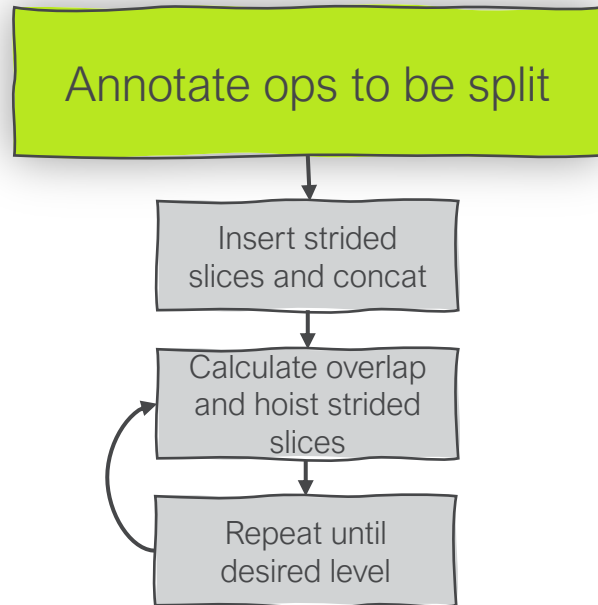 Annotate ops to be split
Insert strided
slices and concat
Calculate overlap
and hoist strided
slices
Repeat until
desired level